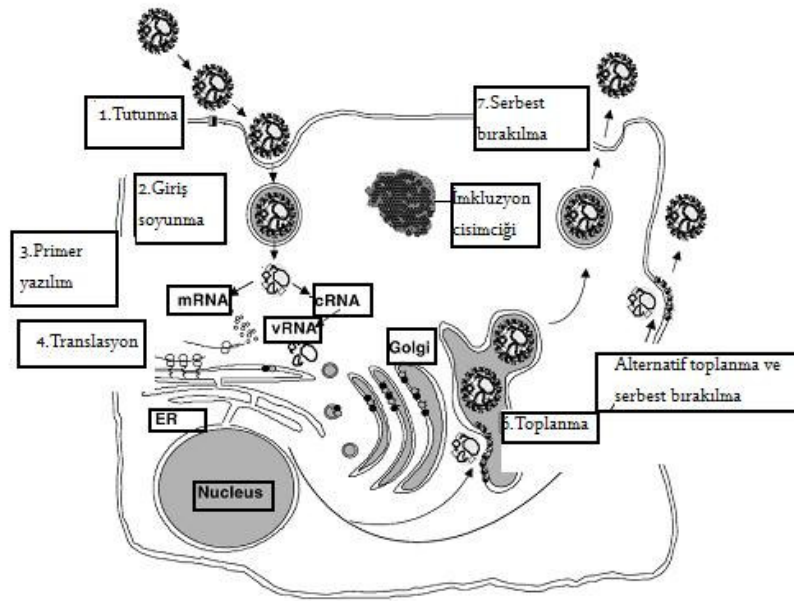 1.Tutunma
7.Serbest
bırakılma
2.Giriş
soyunma
İmkluzyon
cisimciği
3.Primer
yazılım
mRNA
cRNA
vRNA
4.Translasyon
Golgi
Alternatif toplanma ve
serbest bırakılma
ER
6.Toplanma
Nucleus